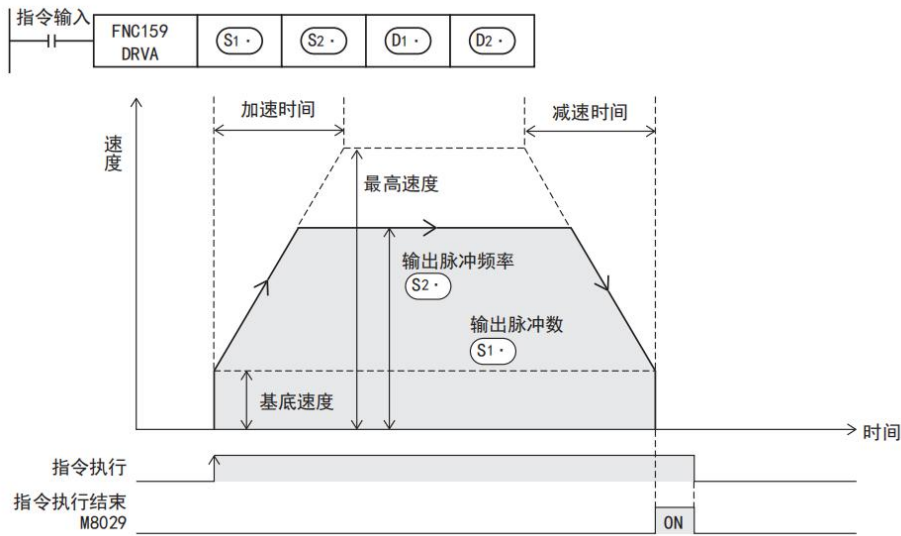 指令输入
FNC159
DRVA
S1·
S2·
D1·
D2·
加速时间
减速时间
速度
最高速度
输出脉冲频率
S2·
输出脉冲数
S1·
基底速度
时间
指令执行
指令执行结束
M8029
ON